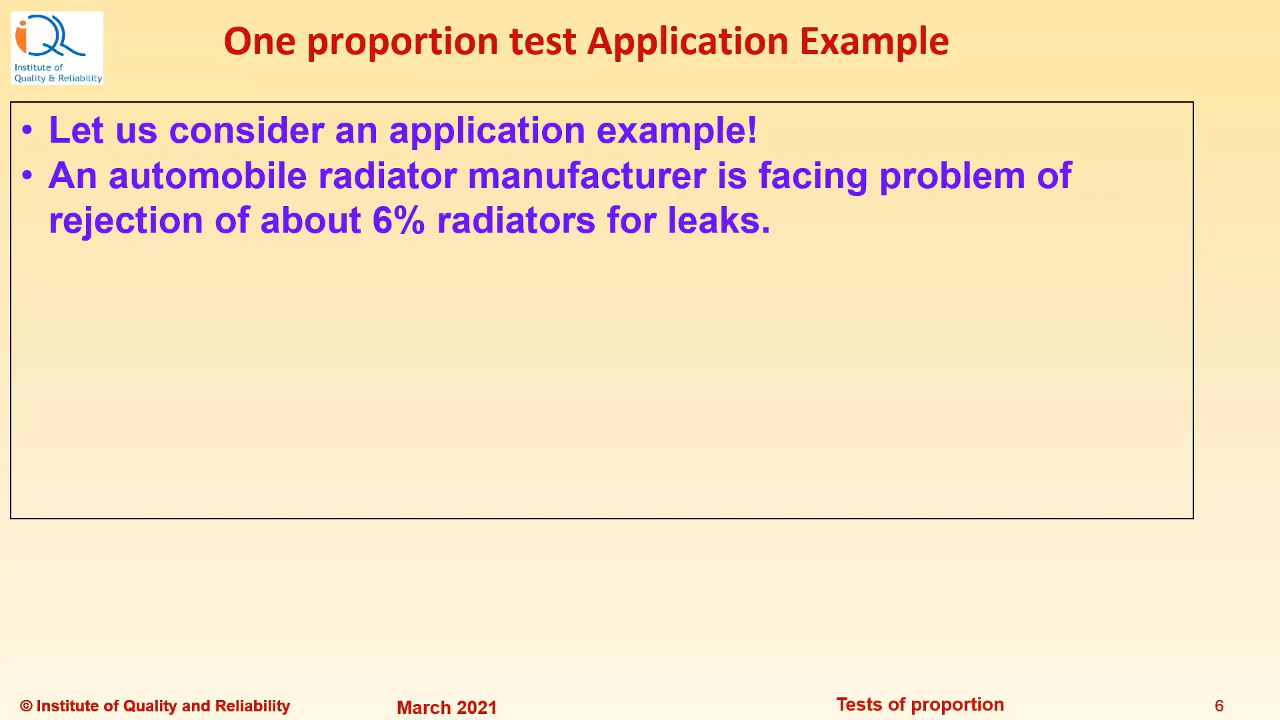 iQR
Institute of
Quality & Reliability
One proportion test Application Example
• Let us consider an application example!
• An automobile radiator manufacturer is facing problem of
rejection of about 6% radiators for leaks.
© Institute of Quality and Reliability
March 2021
Tests of proportion
6